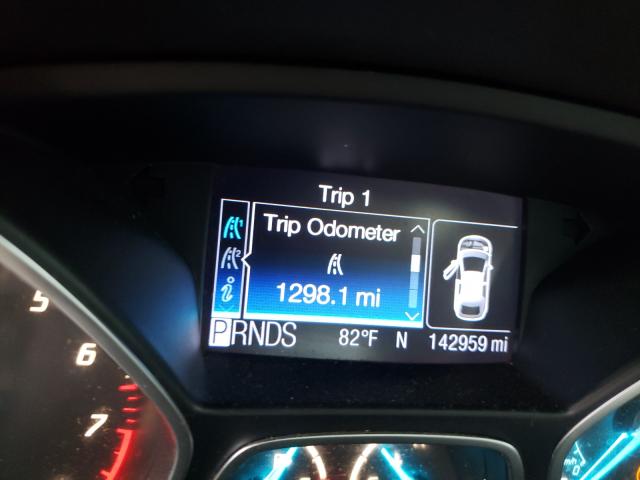 Trip 1
Trip Odometer
1298.1 mi
PRNDS 82°F N 142959 mi
5
6
7